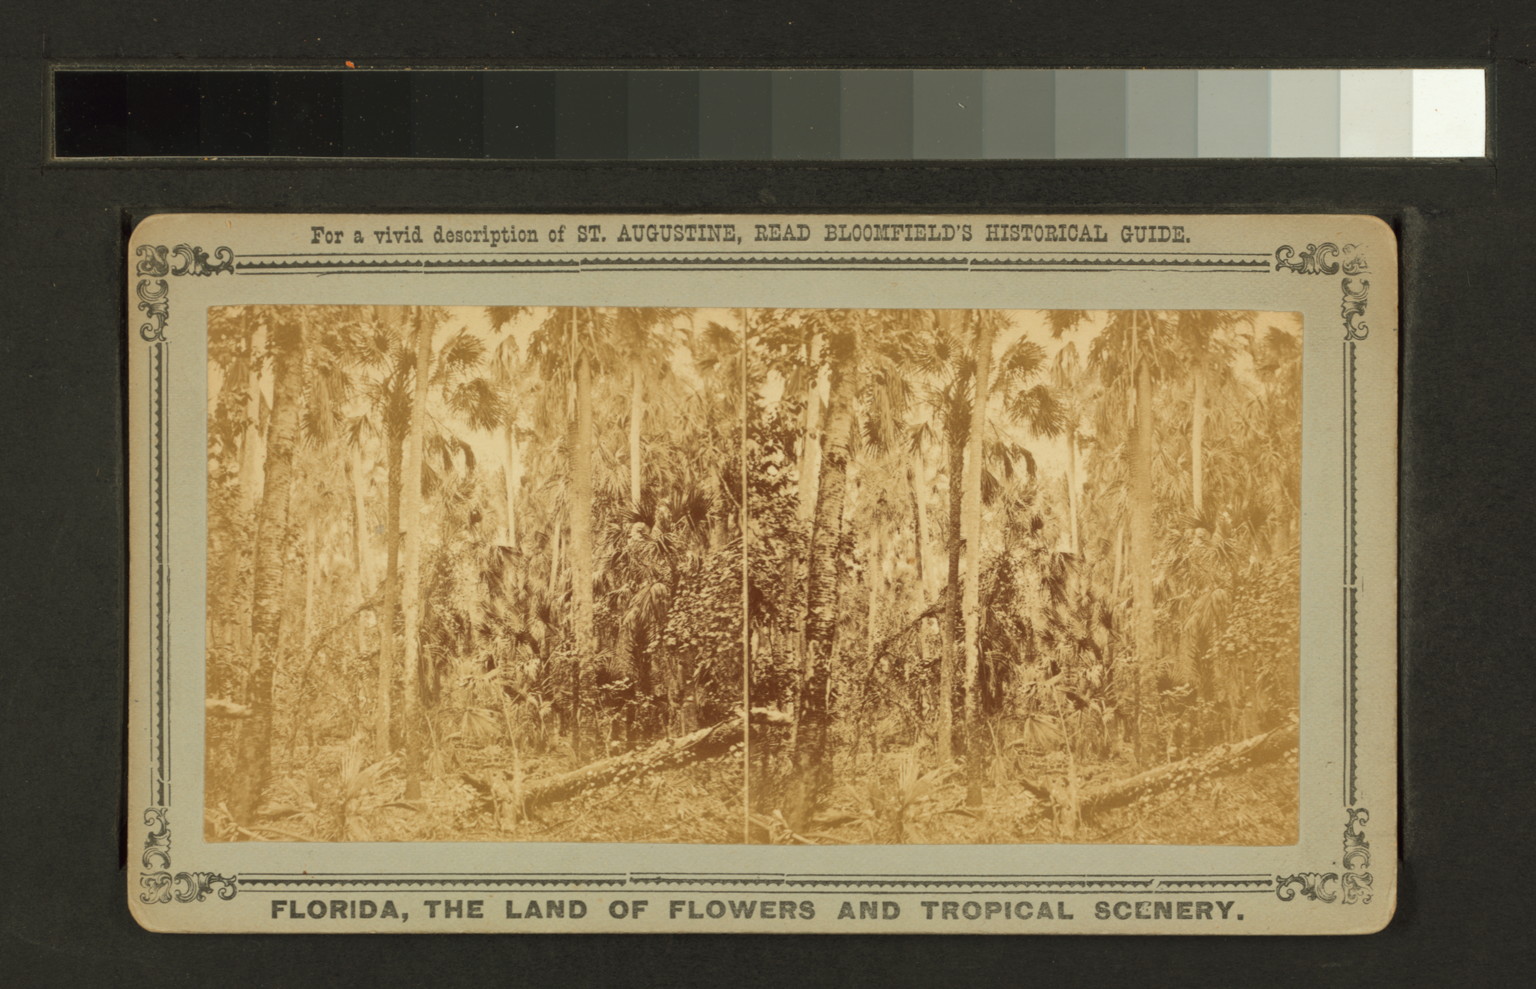 For a vivid description of ST. AUGUSTINE, READ BLOOMFIELD'S HISTORICAL GUIDE.
FLORIDA, THE LAND OF FLOWERS AND TROPICAL SCENERY.